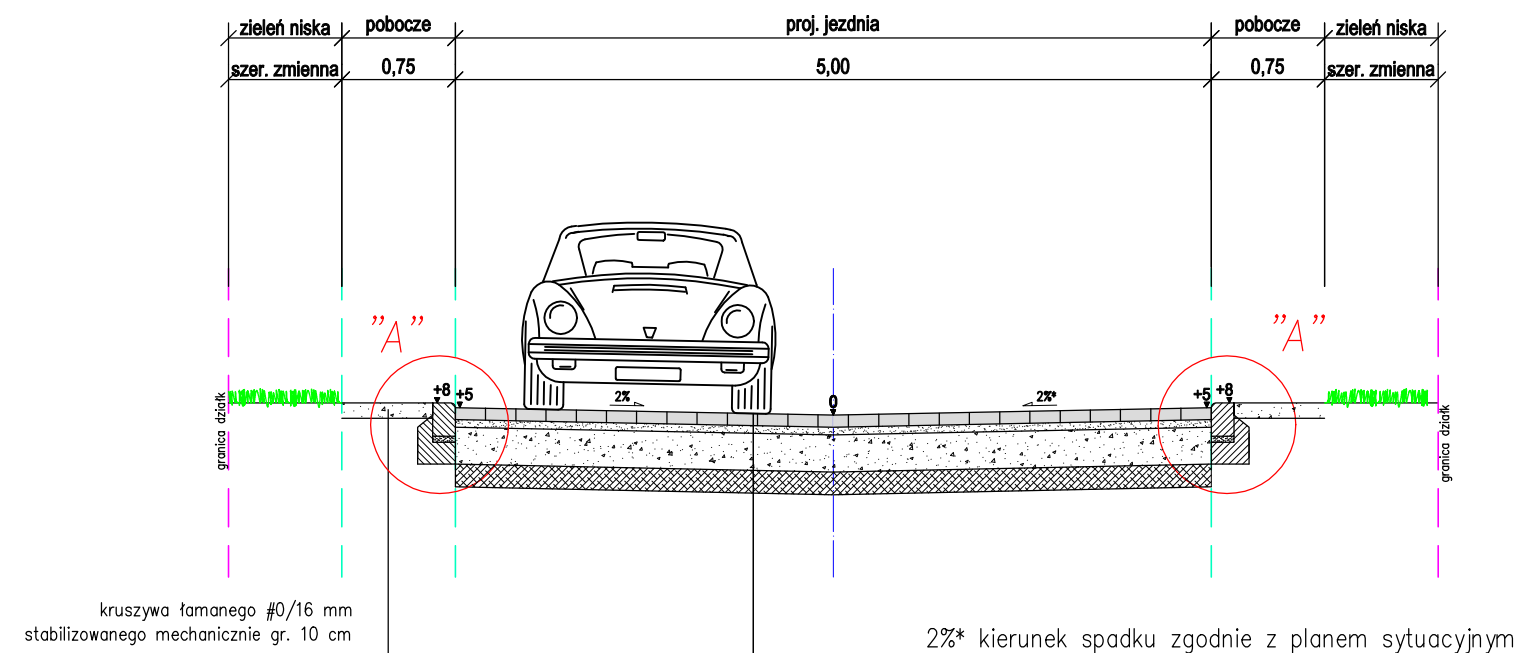 zieleń niska pobocze proj. jezdnia pobocze zieleń niska
szer. zmienna 0,75 5,00 0,75 szer. zmienna
"A" "A"
+8 +5 2% 0 2%* +5 +8
granica działk
granica działk
kruszywa łamanego #0/16 mm
stabilizowanego mechanicznie gr. 10 cm
2%* kierunek spadku zgodnie z planem sytuacyjnym